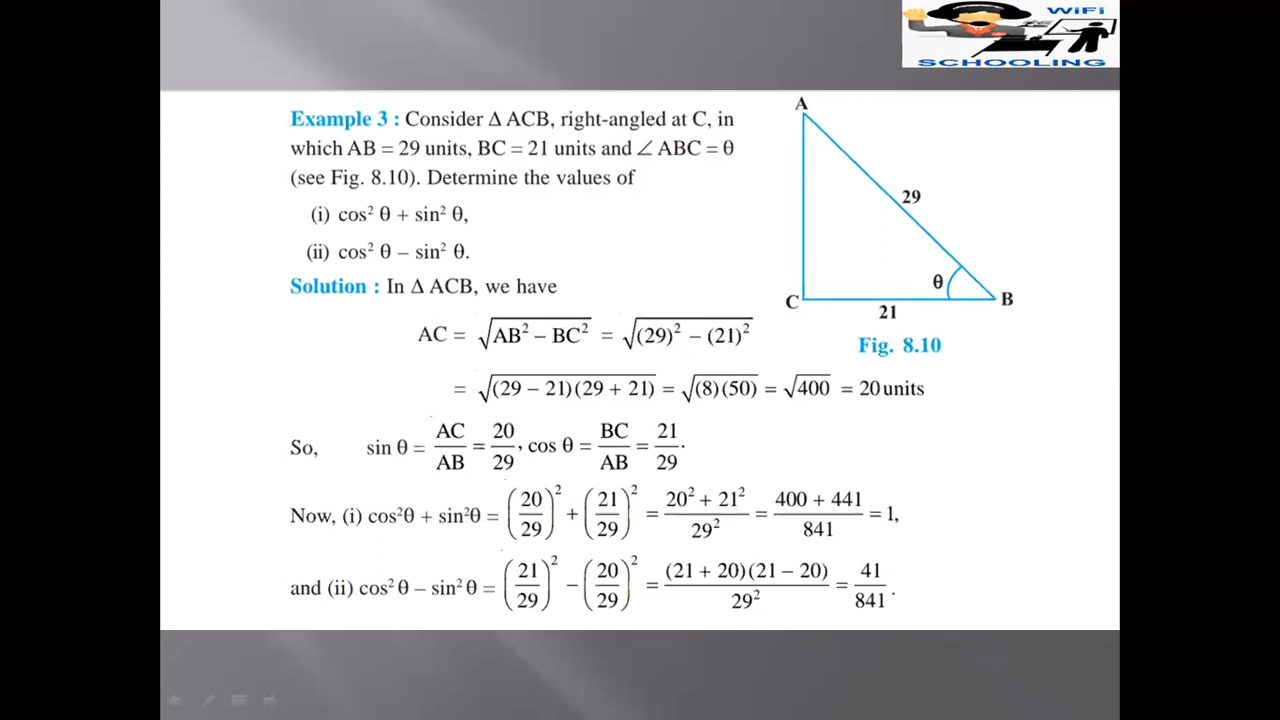 WiFi
SCHOOLING
Example 3 : Consider Δ ACB, right-angled at C, in
which AB = 29 units, BC = 21 units and ∠ ABC = θ
(see Fig. 8.10). Determine the values of
(i) cos² θ + sin² θ,
(ii) cos² θ – sin² θ.
A
29
θ
C
B
21
Fig. 8.10
Solution : In Δ ACB, we have
AC = √(AB² – BC²) = √((29)² – (21)²)
= √((29 – 21)(29 + 21)) = √((8)(50)) = √400 = 20 units
So, sin θ = AC/AB = 20/29, cos θ = BC/AB = 21/29.
Now, (i) cos²θ + sin²θ = (20/29)² + (21/29)² = (20² + 21²)/29² = (400 + 441)/841 = 1,
and (ii) cos² θ – sin² θ = (21/29)² – (20/29)² = (21 + 20)(21 – 20)/29² = 41/841.